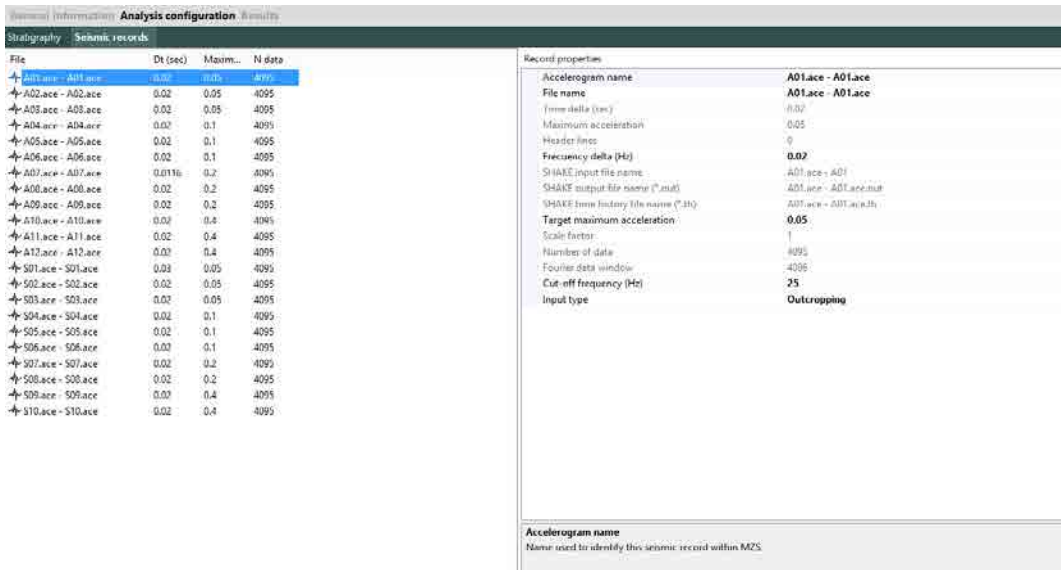 General information Analysis configuration Results
Stratigraphy Seismic records
File Dt (sec) Maxim... N data
A01.ace - A01.ace 0.02 0.05 4095
A02.ace - A02.ace 0.02 0.05 4095
A03.ace - A03.ace 0.02 0.05 4095
A04.ace - A04.ace 0.02 0.1 4095
A05.ace - A05.ace 0.02 0.1 4095
A06.ace - A06.ace 0.02 0.1 4095
A07.ace - A07.ace 0.0116 0.2 4095
A08.ace - A08.ace 0.02 0.2 4095
A09.ace - A09.ace 0.02 0.2 4095
A10.ace - A10.ace 0.02 0.4 4095
A11.ace - A11.ace 0.02 0.4 4095
A12.ace - A12.ace 0.02 0.4 4095
S01.ace - S01.ace 0.03 0.05 4095
S02.ace - S02.ace 0.02 0.05 4095
S03.ace - S03.ace 0.02 0.05 4095
S04.ace - S04.ace 0.02 0.1 4095
S05.ace - S05.ace 0.02 0.1 4095
S06.ace - S06.ace 0.02 0.1 4095
S07.ace - S07.ace 0.02 0.2 4095
S08.ace - S08.ace 0.02 0.2 4095
S09.ace - S09.ace 0.02 0.4 4095
S10.ace - S10.ace 0.02 0.4 4095
Record properties
Accelerogram name A01.ace - A01.ace
File name A01.ace - A01.ace
Time delta (sec) 0.02
Maximum acceleration 0.05
Header lines 0
Frecuency delta (Hz) 0.02
SHAKE input file name A01.ace - A01
SHAKE output file name (*.out) A01.ace - A01.ace.out
SHAKE time history file name (*.th) A01.ace - A01.ace.th
Target maximum acceleration 0.05
Scale factor 1
Number of data 4095
Fourier data window 4096
Cut-off frequency (Hz) 25
Input type Outcropping
Accelerogram name
Name used to identify this seismic record within MZS